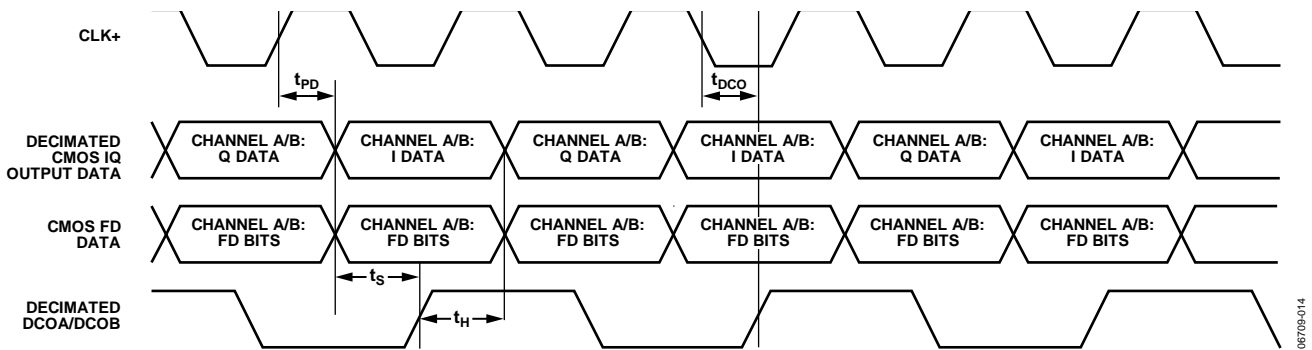 CLK+
tPD
tDCO
DECIMATED
CMOS IQ
OUTPUT DATA
CHANNEL A/B:
Q DATA
CHANNEL A/B:
I DATA
CHANNEL A/B:
Q DATA
CHANNEL A/B:
I DATA
CHANNEL A/B:
Q DATA
CHANNEL A/B:
I DATA
CMOS FD
DATA
CHANNEL A/B:
FD BITS
CHANNEL A/B:
FD BITS
CHANNEL A/B:
FD BITS
CHANNEL A/B:
FD BITS
CHANNEL A/B:
FD BITS
CHANNEL A/B:
FD BITS
tS
DECIMATED
DCOA/DCOB
tH
06709-014